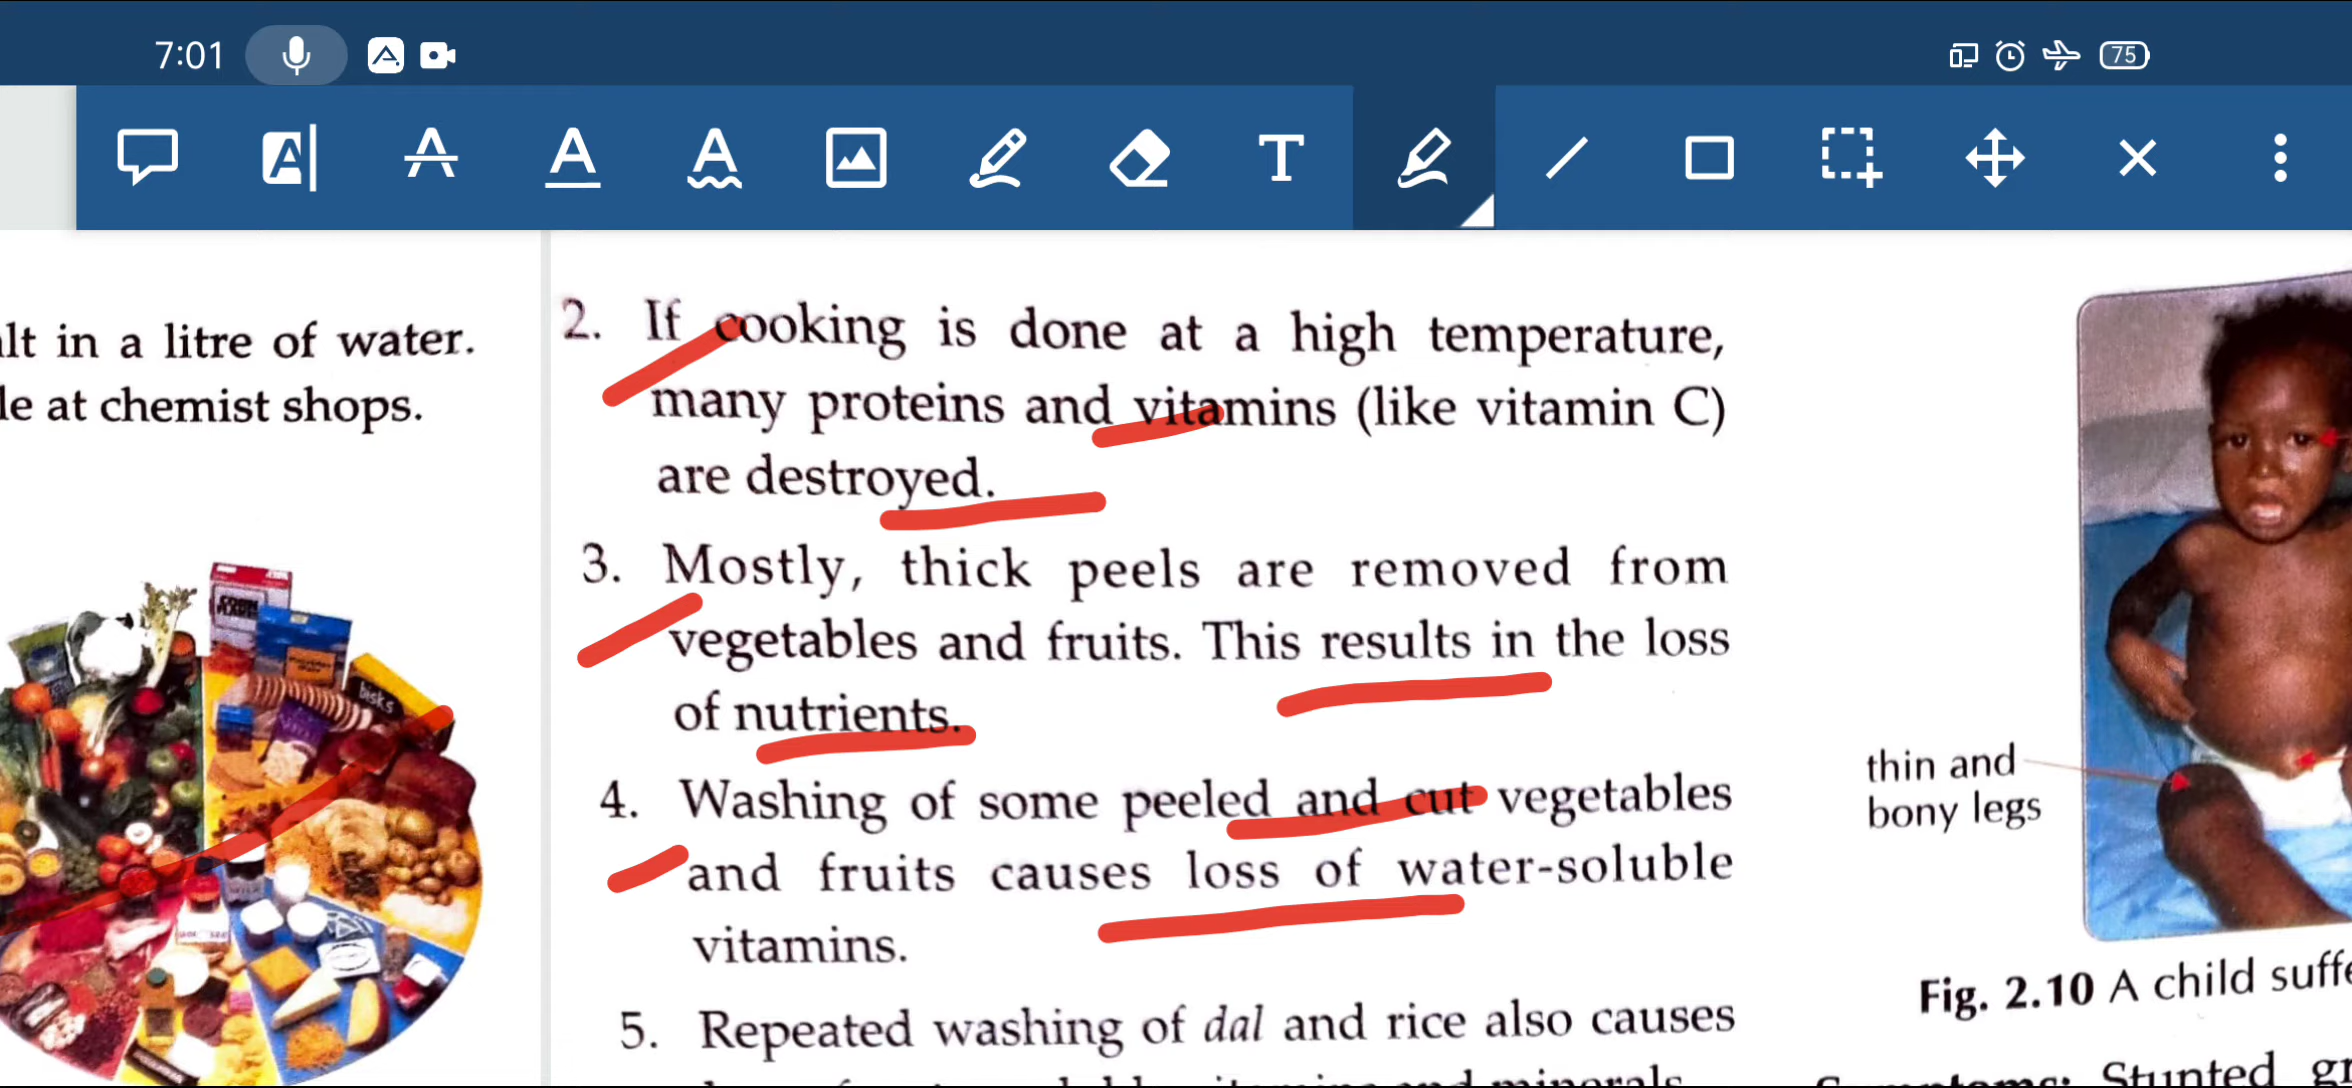 7:01
75
lt in a litre of water.
le at chemist shops.
2. If cooking is done at a high temperature,
many proteins and vitamins (like vitamin C)
are destroyed.
3. Mostly, thick peels are removed from
vegetables and fruits. This results in the loss
of nutrients.
4. Washing of some peeled and cut vegetables
and fruits causes loss of water-soluble
vitamins.
5. Repeated washing of dal and rice also causes
minerals
thin and
bony legs
Fig. 2.10 A child suff
Stunted